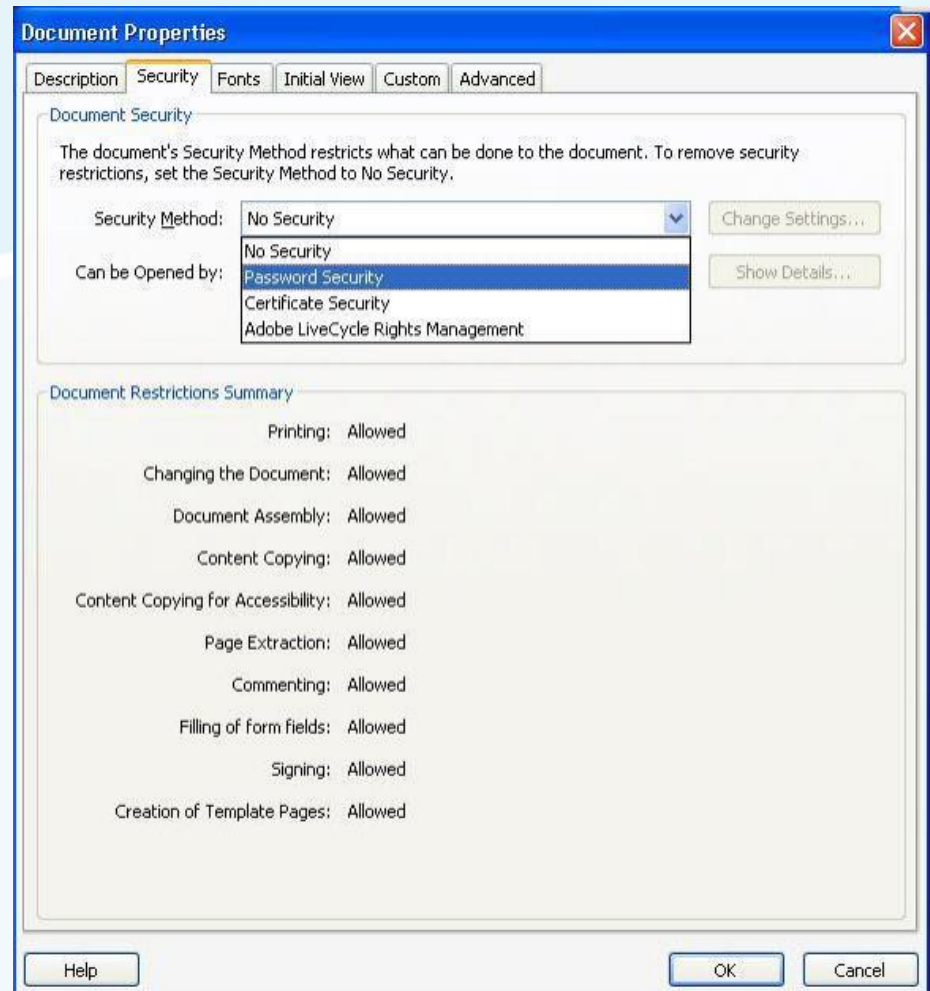 Document Properties
Description Security Fonts Initial View Custom Advanced
Document Security
The document's Security Method restricts what can be done to the document. To remove security
restrictions, set the Security Method to No Security.
Security Method: No Security Change Settings...
No Security
Can be Opened by: Password Security Show Details...
Certificate Security
Adobe LiveCycle Rights Management
Document Restrictions Summary
Printing: Allowed
Changing the Document: Allowed
Document Assembly: Allowed
Content Copying: Allowed
Content Copying for Accessibility: Allowed
Page Extraction: Allowed
Commenting: Allowed
Filling of form fields: Allowed
Signing: Allowed
Creation of Template Pages: Allowed
Help OK Cancel